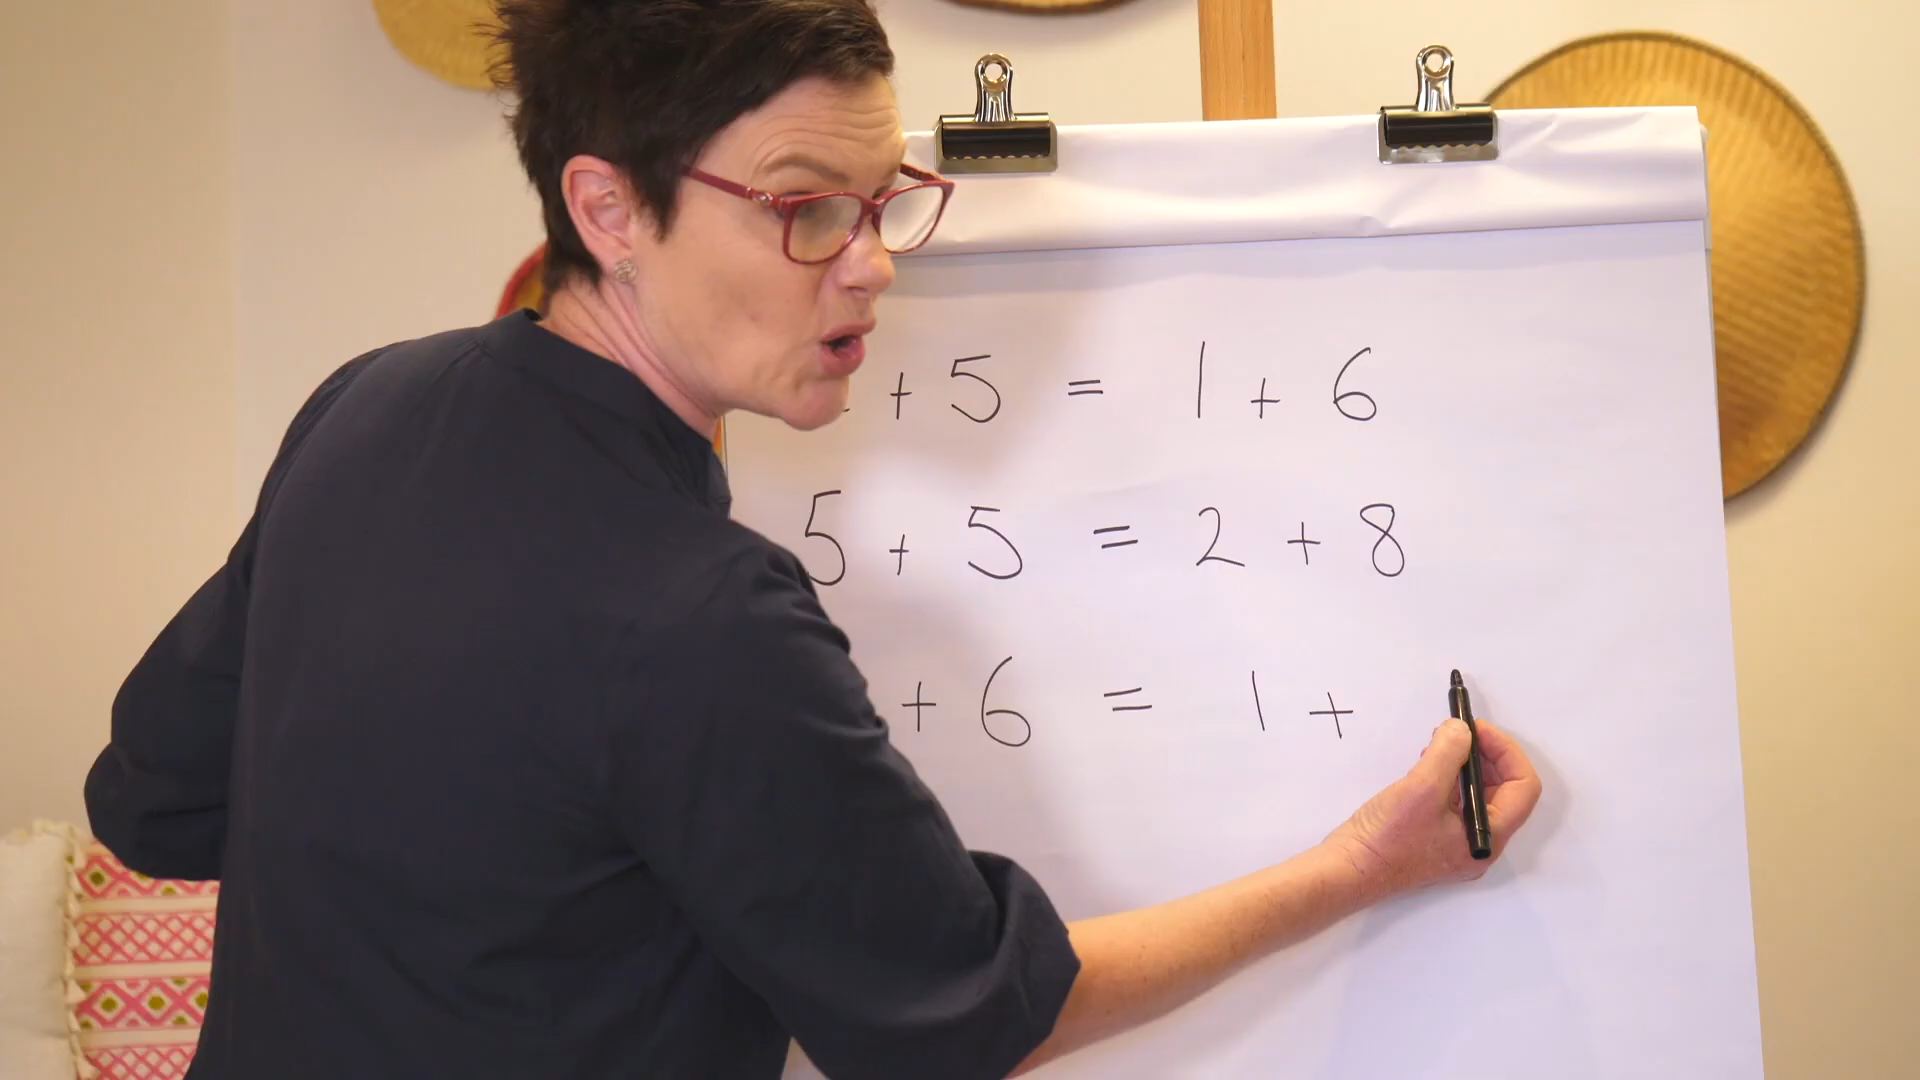 + 5 = 1 + 6
5 + 5 = 2 + 8
+ 6 = 1 +